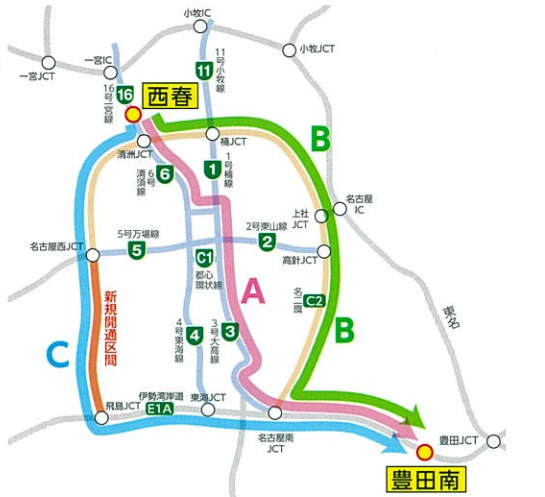 小牧IC
小牧JCT
一宮JCT
一宮IC
11号小牧線
11
16
16号一宮線
西春
B
清洲JCT
楠JCT
6号清須線
6
1
1号楠線
上社JCT
名古屋IC
名古屋西JCT
5号万場線
5
2号東山線
2
高針JCT
C1
都心環状線
A
名二環
C2
東名
新規開通区間
C
4号東海線
4
3号大高線
3
B
飛島JCT
伊勢湾岸道
E1A
東海JCT
名古屋南JCT
豊田JCT
豊田南